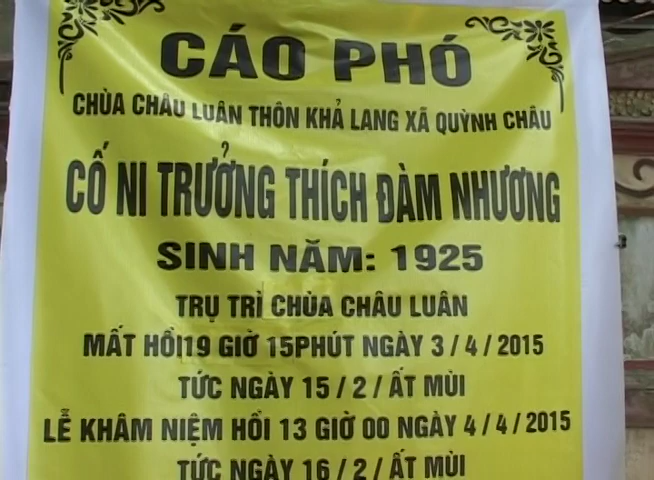 CÁO PHÓ
CHÙA CHÂU LUÂN THÔN KHẢ LANG XÃ QUỲNH CHÂU
CỐ NI TRƯỞNG THÍCH ĐÀM NHƯƠNG
SINH NĂM: 1925
TRỤ TRÌ CHÙA CHÂU LUÂN
MẤT HỒI 19 GIỜ 15PHÚT NGÀY 3 / 4 / 2015
TỨC NGÀY 15 / 2 / ẤT MÙI
LỄ KHÂM NIỆM HỒI 13 GIỜ 00 NGÀY 4 / 4 / 2015
TỨC NGÀY 16 / 2 / ẤT MÙI